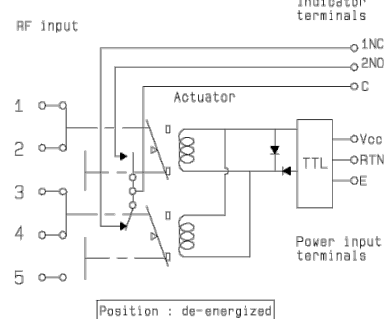 Indicator
terminals
RF input
1NC
2NO
C
Actuator
1
2
3
4
5
Vcc
TTL
RTN
E
Power input
terminals
Position : de-energized